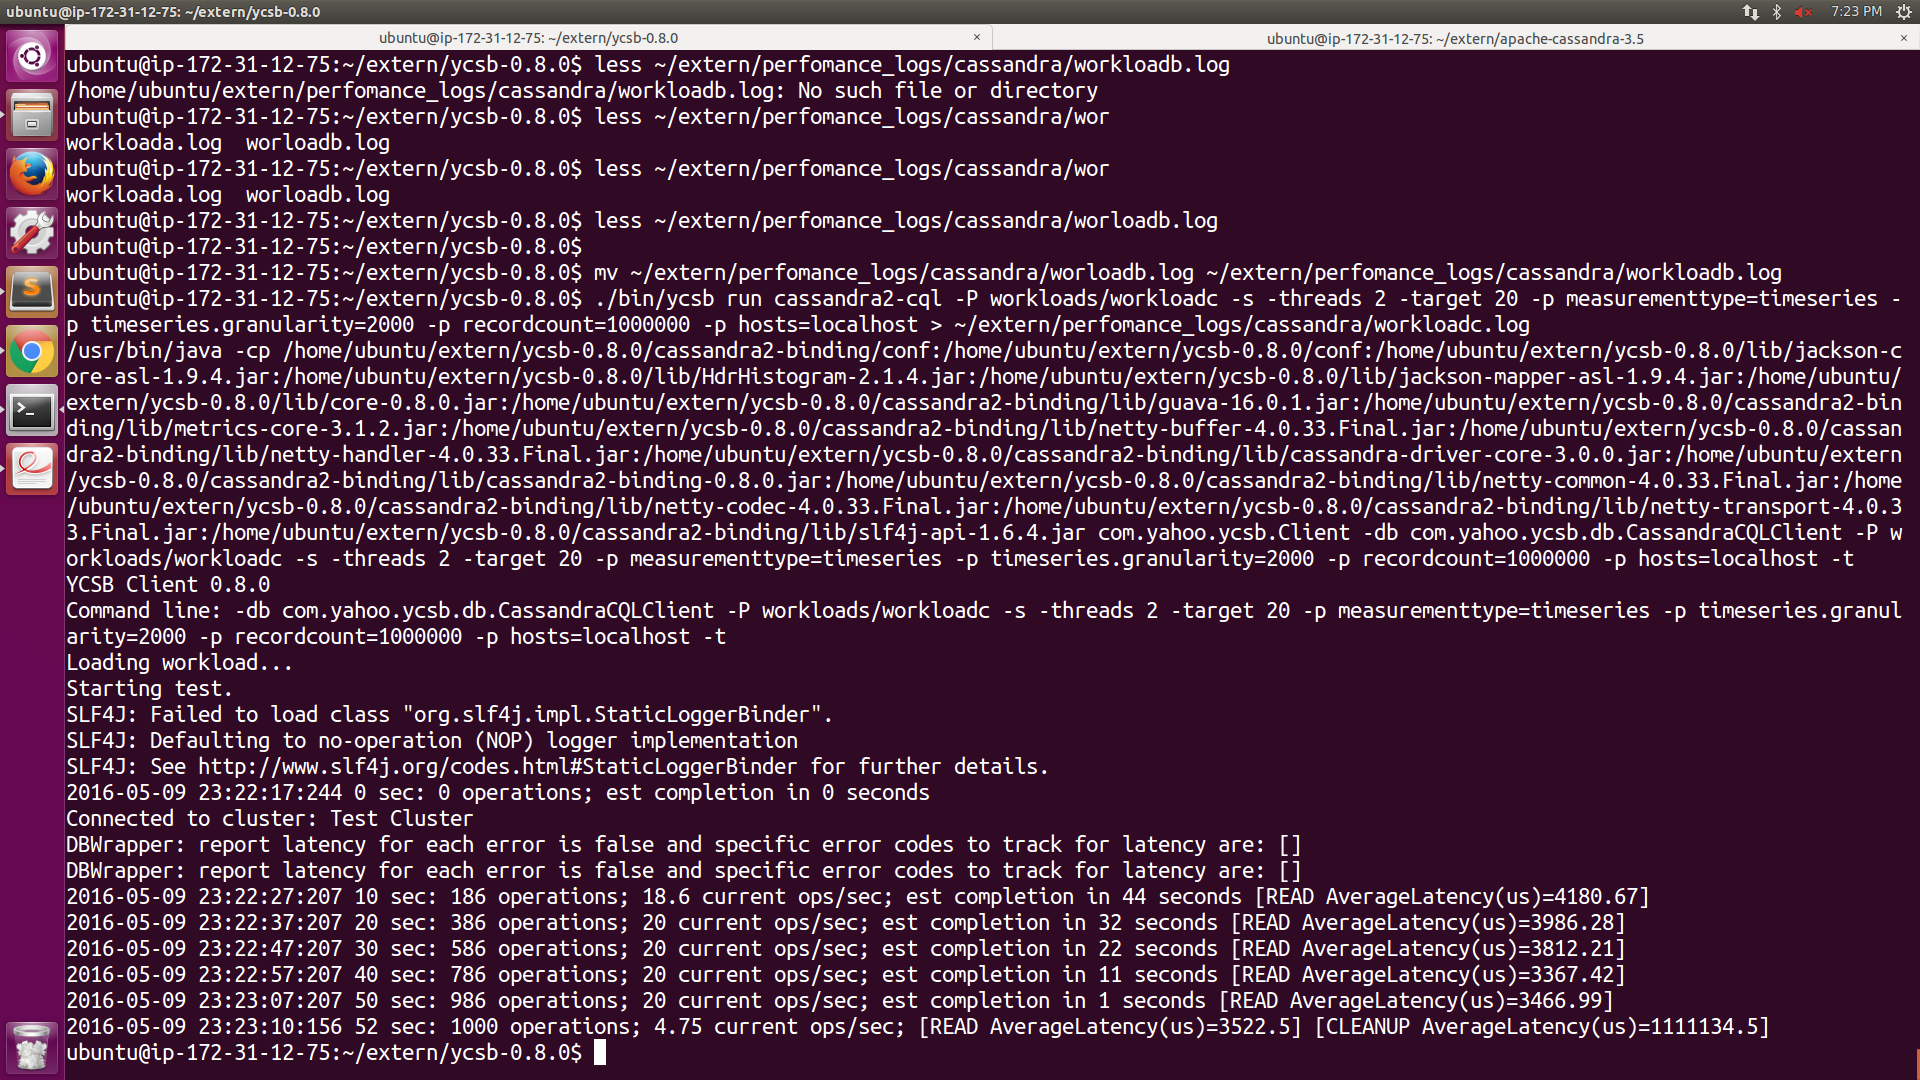 ubuntu@ip-172-31-12-75: ~/extern/ycsb-0.8.0
7:23 PM
ubuntu@ip-172-31-12-75: ~/extern/ycsb-0.8.0 ×
ubuntu@ip-172-31-12-75: ~/extern/apache-cassandra-3.5 ×
ubuntu@ip-172-31-12-75:~/extern/ycsb-0.8.0$ less ~/extern/perfomance_logs/cassandra/workloadb.log
/home/ubuntu/extern/perfomance_logs/cassandra/workloadb.log: No such file or directory
ubuntu@ip-172-31-12-75:~/extern/ycsb-0.8.0$ less ~/extern/perfomance_logs/cassandra/wor
workloada.log  worloadb.log
ubuntu@ip-172-31-12-75:~/extern/ycsb-0.8.0$ less ~/extern/perfomance_logs/cassandra/wor
workloada.log  worloadb.log
ubuntu@ip-172-31-12-75:~/extern/ycsb-0.8.0$ less ~/extern/perfomance_logs/cassandra/worloadb.log
ubuntu@ip-172-31-12-75:~/extern/ycsb-0.8.0$
ubuntu@ip-172-31-12-75:~/extern/ycsb-0.8.0$ mv ~/extern/perfomance_logs/cassandra/worloadb.log ~/extern/perfomance_logs/cassandra/workloadb.log
ubuntu@ip-172-31-12-75:~/extern/ycsb-0.8.0$ ./bin/ycsb run cassandra2-cql -P workloads/workloadc -s -threads 2 -target 20 -p measurementtype=timeseries -
p timeseries.granularity=2000 -p recordcount=1000000 -p hosts=localhost > ~/extern/perfomance_logs/cassandra/workloadc.log
/usr/bin/java -cp /home/ubuntu/extern/ycsb-0.8.0/cassandra2-binding/conf:/home/ubuntu/extern/ycsb-0.8.0/conf:/home/ubuntu/extern/ycsb-0.8.0/lib/jackson-c
ore-asl-1.9.4.jar:/home/ubuntu/extern/ycsb-0.8.0/lib/HdrHistogram-2.1.4.jar:/home/ubuntu/extern/ycsb-0.8.0/lib/jackson-mapper-asl-1.9.4.jar:/home/ubuntu/
extern/ycsb-0.8.0/lib/core-0.8.0.jar:/home/ubuntu/extern/ycsb-0.8.0/cassandra2-binding/lib/guava-16.0.1.jar:/home/ubuntu/extern/ycsb-0.8.0/cassandra2-bin
ding/lib/metrics-core-3.1.2.jar:/home/ubuntu/extern/ycsb-0.8.0/cassandra2-binding/lib/netty-buffer-4.0.33.Final.jar:/home/ubuntu/extern/ycsb-0.8.0/cassan
dra2-binding/lib/netty-handler-4.0.33.Final.jar:/home/ubuntu/extern/ycsb-0.8.0/cassandra2-binding/lib/cassandra-driver-core-3.0.0.jar:/home/ubuntu/extern
/ycsb-0.8.0/cassandra2-binding/lib/cassandra2-binding-0.8.0.jar:/home/ubuntu/extern/ycsb-0.8.0/cassandra2-binding/lib/netty-common-4.0.33.Final.jar:/home
/ubuntu/extern/ycsb-0.8.0/cassandra2-binding/lib/netty-codec-4.0.33.Final.jar:/home/ubuntu/extern/ycsb-0.8.0/cassandra2-binding/lib/netty-transport-4.0.3
3.Final.jar:/home/ubuntu/extern/ycsb-0.8.0/cassandra2-binding/lib/slf4j-api-1.6.4.jar com.yahoo.ycsb.Client -db com.yahoo.ycsb.db.CassandraCQLClient -P w
orkloads/workloadc -s -threads 2 -target 20 -p measurementtype=timeseries -p timeseries.granularity=2000 -p recordcount=1000000 -p hosts=localhost -t
YCSB Client 0.8.0
Command line: -db com.yahoo.ycsb.db.CassandraCQLClient -P workloads/workloadc -s -threads 2 -target 20 -p measurementtype=timeseries -p timeseries.granul
arity=2000 -p recordcount=1000000 -p hosts=localhost -t
Loading workload...
Starting test.
SLF4J: Failed to load class "org.slf4j.impl.StaticLoggerBinder".
SLF4J: Defaulting to no-operation (NOP) logger implementation
SLF4J: See http://www.slf4j.org/codes.html#StaticLoggerBinder for further details.
2016-05-09 23:22:17:244 0 sec: 0 operations; est completion in 0 seconds
Connected to cluster: Test Cluster
DBWrapper: report latency for each error is false and specific error codes to track for latency are: []
DBWrapper: report latency for each error is false and specific error codes to track for latency are: []
2016-05-09 23:22:27:207 10 sec: 186 operations; 18.6 current ops/sec; est completion in 44 seconds [READ AverageLatency(us)=4180.67]
2016-05-09 23:22:37:207 20 sec: 386 operations; 20 current ops/sec; est completion in 32 seconds [READ AverageLatency(us)=3986.28]
2016-05-09 23:22:47:207 30 sec: 586 operations; 20 current ops/sec; est completion in 22 seconds [READ AverageLatency(us)=3812.21]
2016-05-09 23:22:57:207 40 sec: 786 operations; 20 current ops/sec; est completion in 11 seconds [READ AverageLatency(us)=3367.42]
2016-05-09 23:23:07:207 50 sec: 986 operations; 20 current ops/sec; est completion in 1 seconds [READ AverageLatency(us)=3466.99]
2016-05-09 23:23:10:156 52 sec: 1000 operations; 4.75 current ops/sec; [READ AverageLatency(us)=3522.5] [CLEANUP AverageLatency(us)=1111134.5]
ubuntu@ip-172-31-12-75:~/extern/ycsb-0.8.0$